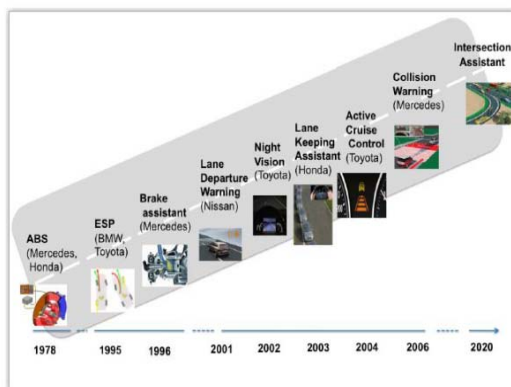 Intersection
Assistant
Collision
Warning
(Mercedes)
Active
Cruise
Control
(Toyota)
Lane
Keeping
Assistant
(Honda)
Night
Vision
(Toyota)
Lane
Departure
Warning
(Nissan)
Brake
assistant
(Mercedes)
ESP
(BMW,
Toyota)
ABS
(Mercedes,
Honda)
1978 1995 1996 2001 2002 2003 2004 2006 2020